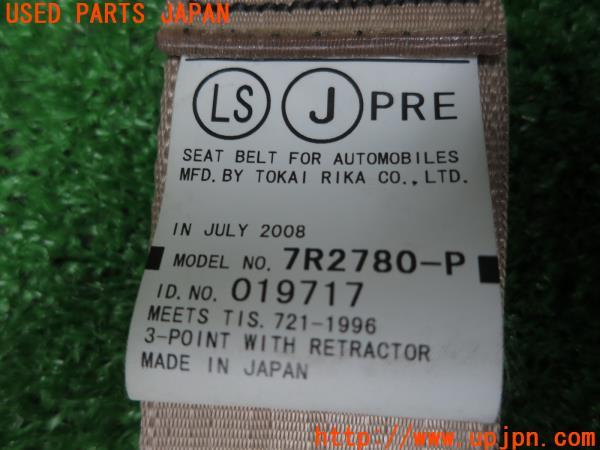 USED PARTS JAPAN
LS J PRE
SEAT BELT FOR AUTOMOBILES
MFD. BY TOKAI RIKA CO., LTD.
IN JULY 2008
MODEL NO. 7R2780-P
ID. NO. 019717
MEETS TIS. 721-1996
3-POINT WITH RETRACTOR
MADE IN JAPAN
http://www.upjpn.com